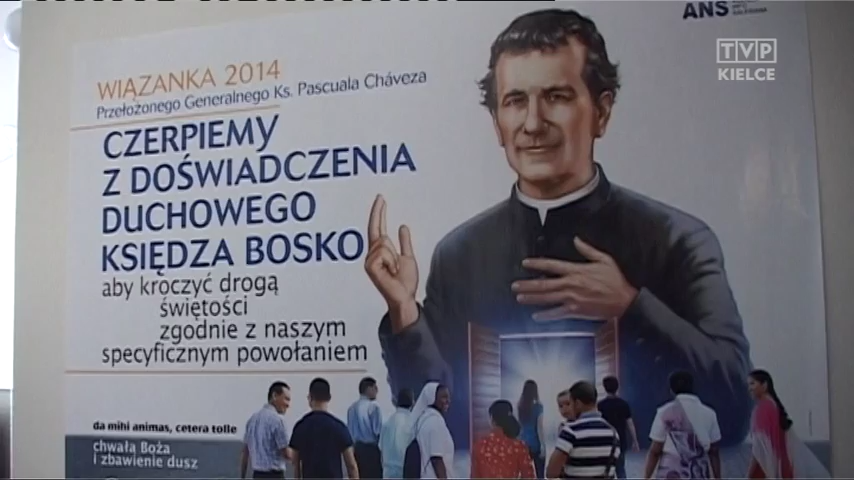 ANS
TVP
KIELCE
WIĄZANKA 2014
Przełożonego Generalnego Ks. Pascuala Cháveza
CZERPIEMY
Z DOŚWIADCZENIA
DUCHOWEGO
KSIĘDZA BOSKO
aby kroczyć drogą
świętości
zgodnie z naszym
specyficznym powołaniem
da mihi animas, cetera tolle
chwała Boża
i zbawienie dusz